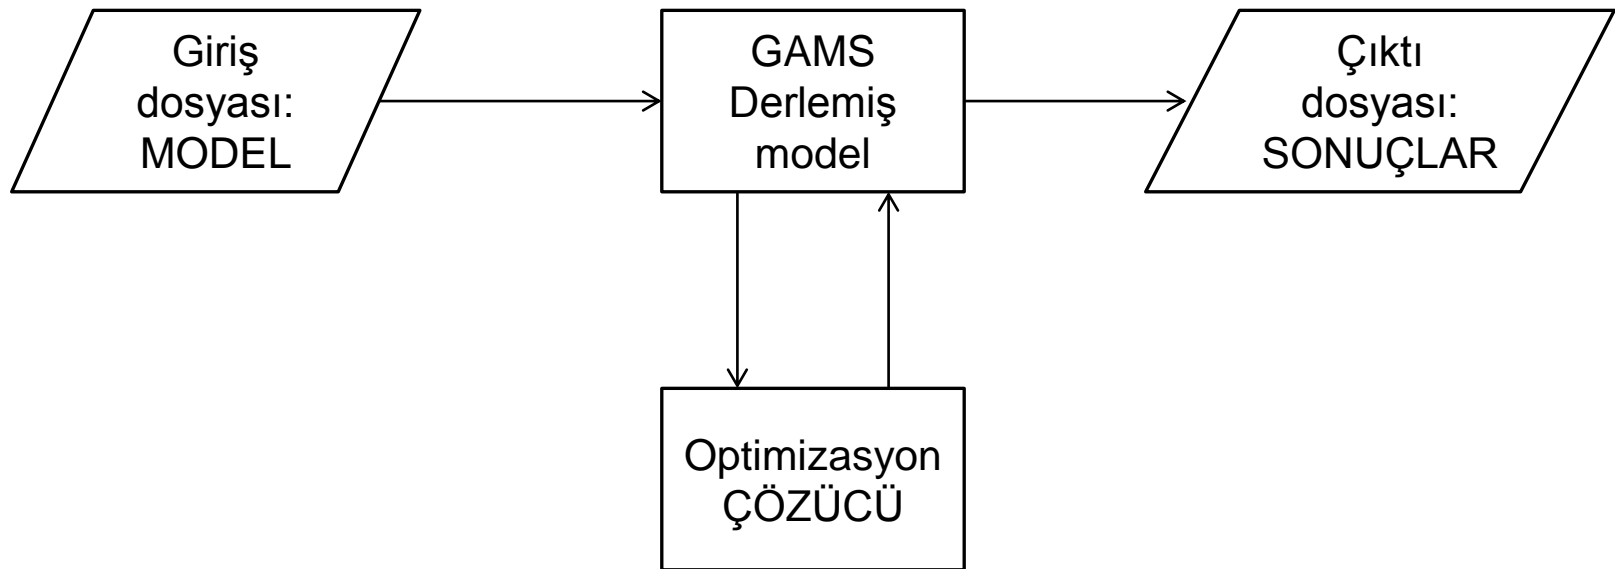 Giriş
dosyası:
MODEL
GAMS
Derlemiş
model
Çıktı
dosyası:
SONUÇLAR
Optimizasyon
ÇÖZÜCÜ